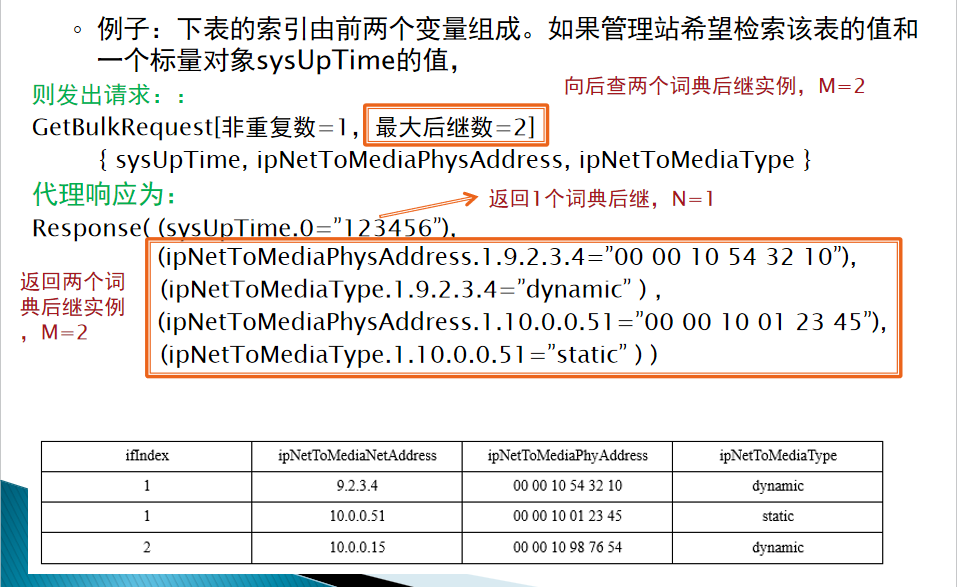 ◦ 例子：下表的索引由前两个变量组成。如果管理站希望检索该表的值和
一个标量对象sysUpTime的值，
向后查两个词典后继实例，M=2
则发出请求：：
GetBulkRequest[非重复数=1, 最大后继数=2]
{ sysUpTime, ipNetToMediaPhysAddress, ipNetToMediaType }
代理响应为：
返回1个词典后继，N=1
Response( (sysUpTime.0=”123456”),
(ipNetToMediaPhysAddress.1.9.2.3.4=”00 00 10 54 32 10”),
(ipNetToMediaType.1.9.2.3.4=”dynamic” ) ,
(ipNetToMediaPhysAddress.1.10.0.0.51=”00 00 10 01 23 45”),
(ipNetToMediaType.1.10.0.0.51=”static” ) )
返回两个词
典后继实例
，M=2
ifIndex ipNetToMediaNetAddress ipNetToMediaPhyAddress ipNetToMediaType
1 9.2.3.4 00 00 10 54 32 10 dynamic
1 10.0.0.51 00 00 10 01 23 45 static
2 10.0.0.15 00 00 10 98 76 54 dynamic